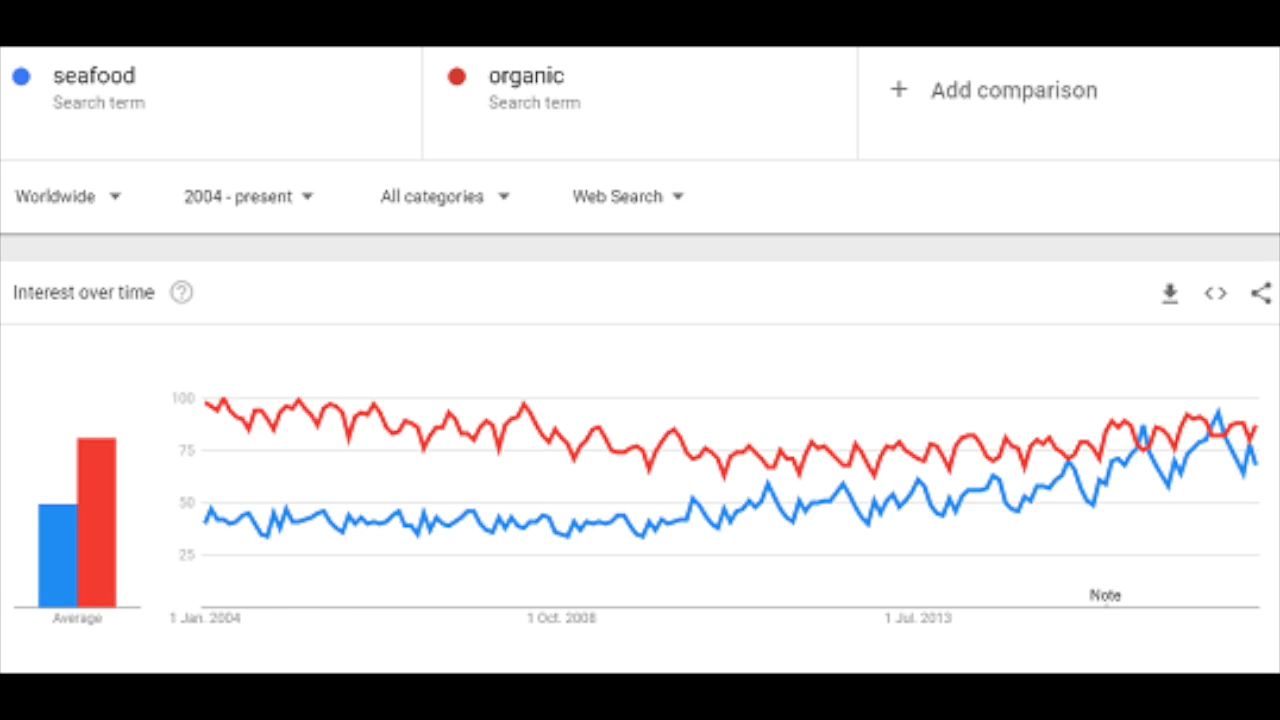 seafood
Search term
organic
Search term
+ Add comparison
Worldwide
2004 - present
All categories
Web Search
Interest over time
?
100
75
50
25
Note
Average
1 Jan. 2004
1 Oct. 2008
1 Jul. 2013